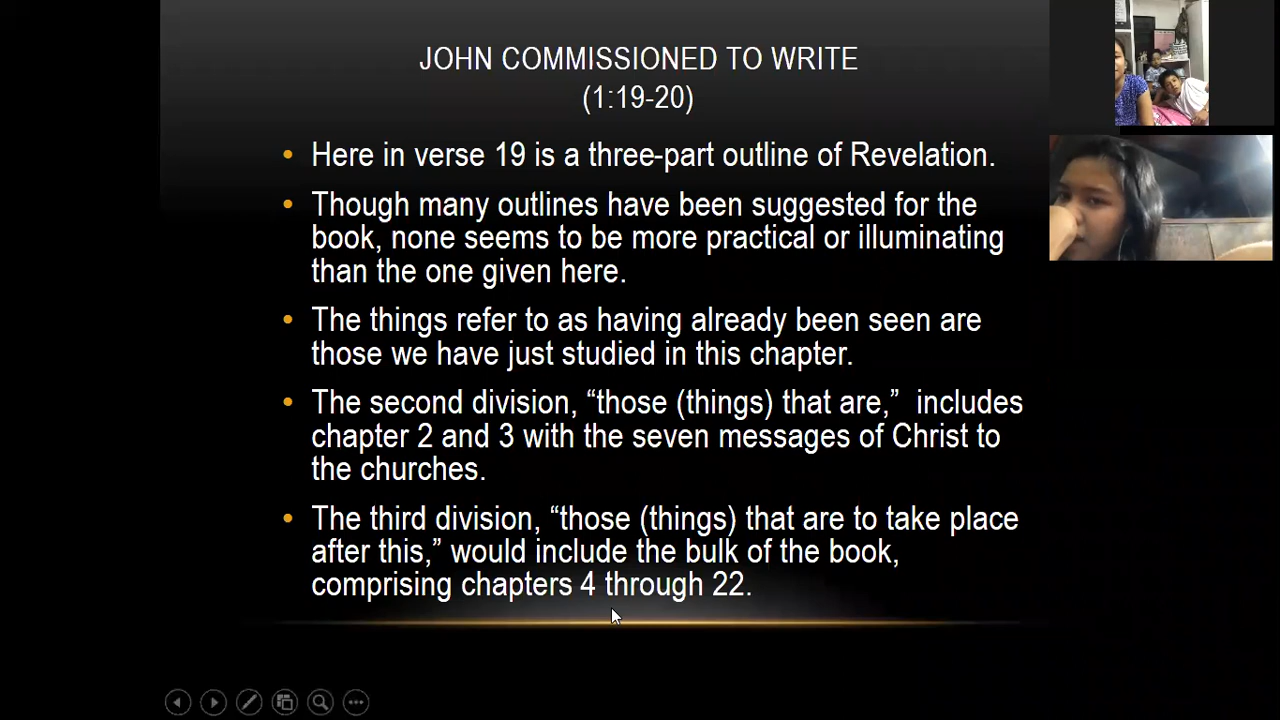 JOHN COMMISSIONED TO WRITE
(1:19-20)
• Here in verse 19 is a three-part outline of Revelation.
• Though many outlines have been suggested for the
book, none seems to be more practical or illuminating
than the one given here.
• The things refer to as having already been seen are
those we have just studied in this chapter.
• The second division, “those (things) that are,”  includes
chapter 2 and 3 with the seven messages of Christ to
the churches.
• The third division, “those (things) that are to take place
after this,” would include the bulk of the book,
comprising chapters 4 through 22.